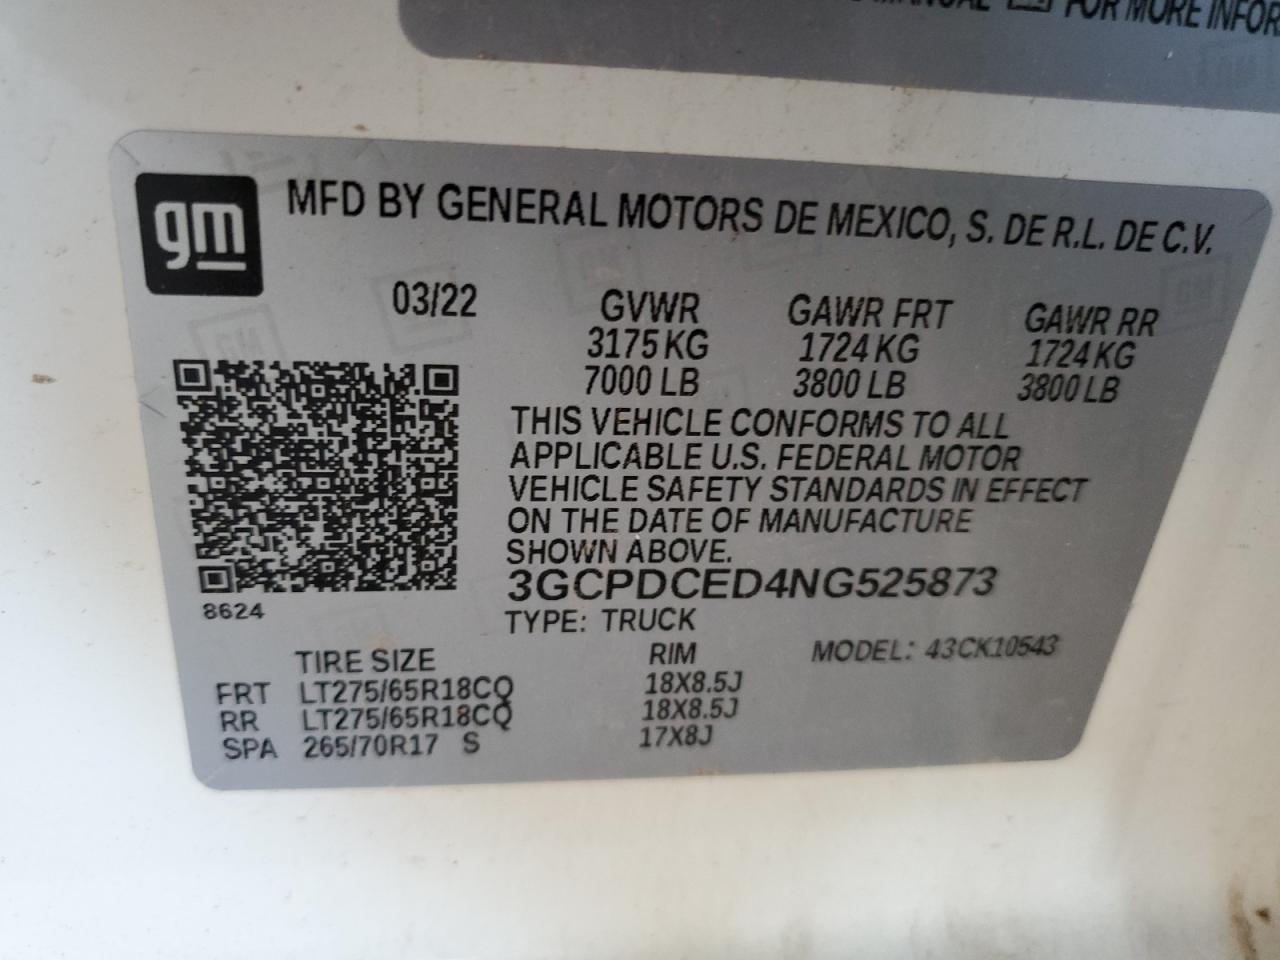 FOR MORE INFOR
gm
MFD BY GENERAL MOTORS DE MEXICO, S. DE R.L. DE C.V.
03/22
GVWR GAWR FRT GAWR RR
3175 KG 1724 KG 1724 KG
7000 LB 3800 LB 3800 LB
THIS VEHICLE CONFORMS TO ALL
APPLICABLE U.S. FEDERAL MOTOR
VEHICLE SAFETY STANDARDS IN EFFECT
ON THE DATE OF MANUFACTURE
SHOWN ABOVE.
3GCPDCED4NG525873
8624
TYPE: TRUCK
TIRE SIZE RIM MODEL: 43CK10543
FRT LT275/65R18CQ 18X8.5J
RR LT275/65R18CQ 18X8.5J
SPA 265/70R17 S 17X8J